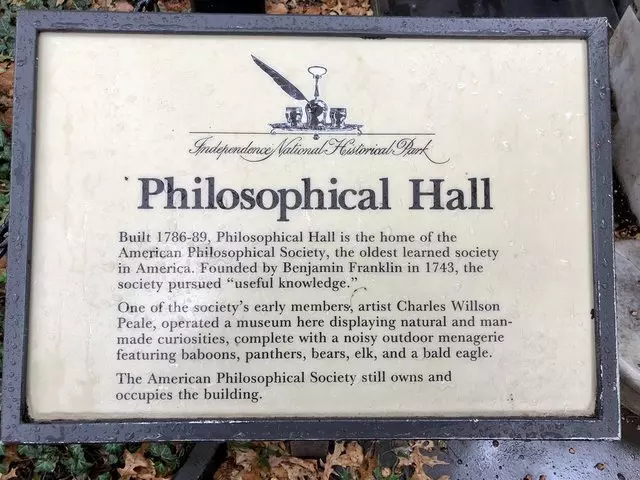 Independence National Historical Park
Philosophical Hall
Built 1786-89, Philosophical Hall is the home of the
American Philosophical Society, the oldest learned society
in America. Founded by Benjamin Franklin in 1743, the
society pursued “useful knowledge.”
One of the society's early members, artist Charles Willson
Peale, operated a museum here displaying natural and man-
made curiosities, complete with a noisy outdoor menagerie
featuring baboons, panthers, bears, elk, and a bald eagle.
The American Philosophical Society still owns and
occupies the building.